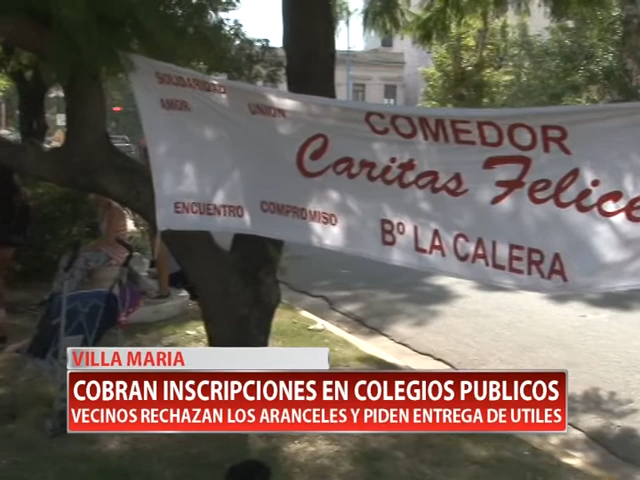 SOLIDARIDAD
AMOR UNION
COMEDOR
Caritas Felice
ENCUENTRO COMPROMISO
Bº LA CALERA
VILLA MARIA
COBRAN INSCRIPCIONES EN COLEGIOS PUBLICOS
VECINOS RECHAZAN LOS ARANCELES Y PIDEN ENTREGA DE UTILES